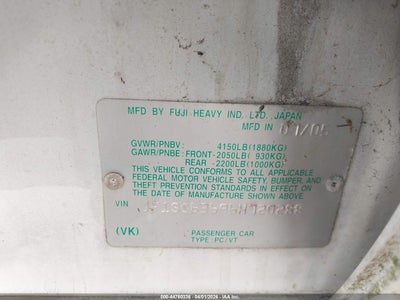 MFD BY FUJI HEAVY IND. LTD., JAPAN
MFD IN 07/05
GVWR/PNBV: 4150LB(1880KG)
GAWR/PNBE: FRONT-2050LB( 930KG)
REAR -2200LB(1000KG)
THIS VEHICLE CONFORMS TO ALL APPLICABLE
FEDERAL MOTOR VEHICLE SAFETY, BUMPER, AND
THEFT PREVENTION STANDARDS IN EFFECT ON
THE DATE OF MANUFACTURE SHOWN ABOVE.
VIN
(VK) PASSENGER CAR
TYPE PC/VT
000-44760336 04/01/2026 IAA